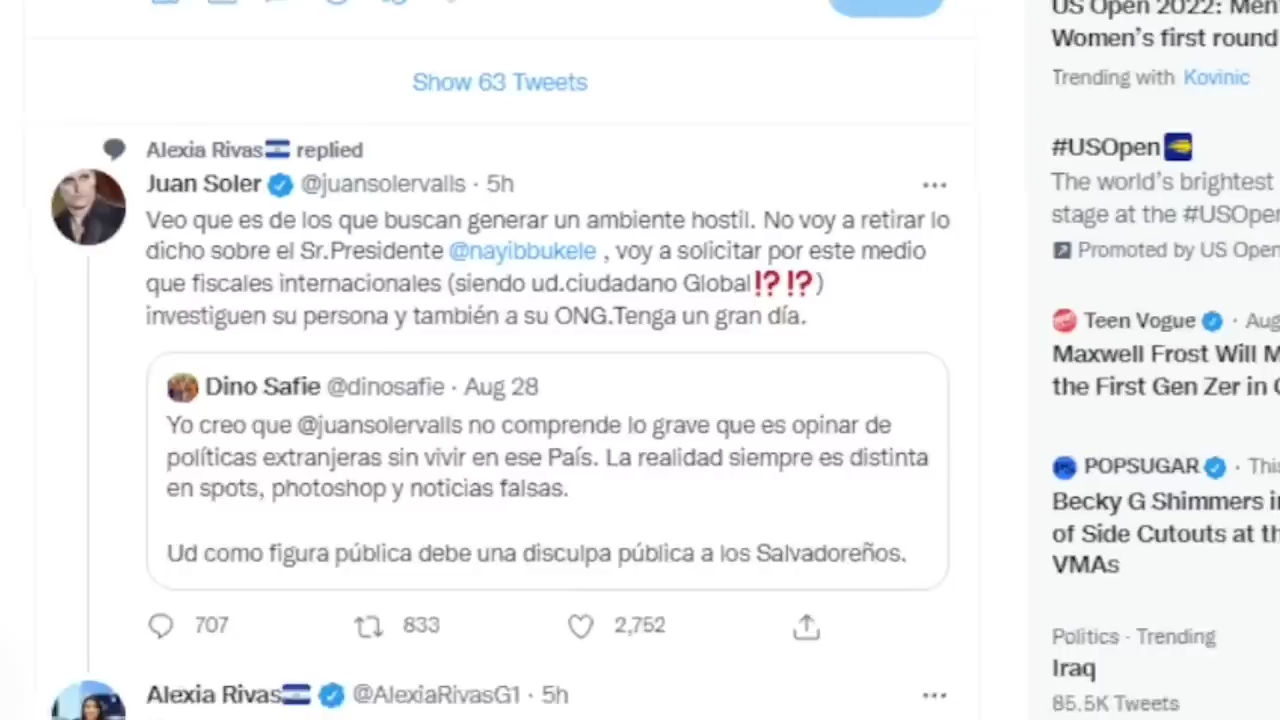 Show 63 Tweets
Alexia Rivas replied
Juan Soler @juansolervalls · 5h
Veo que es de los que buscan generar un ambiente hostil. No voy a retirar lo
dicho sobre el Sr.Presidente @nayibbukele , voy a solicitar por este medio
que fiscales internacionales (siendo ud.ciudadano Global⁉️⁉️)
investiguen su persona y también a su ONG.Tenga un gran día.
Dino Safie @dinosafie · Aug 28
Yo creo que @juansolervalls no comprende lo grave que es opinar de
políticas extranjeras sin vivir en ese País. La realidad siempre es distinta
en spots, photoshop y noticias falsas.
Ud como figura pública debe una disculpa pública a los Salvadoreños.
707 833 2,752
Alexia Rivas @AlexiaRivasG1 · 5h
US Open 2022: Men
Women's first round
Trending with Kovinic
#USOpen
The world's brightest
stage at the #USOpen
Promoted by US Open
Teen Vogue · Aug
Maxwell Frost Will M
the First Gen Zer in
POPSUGAR · This
Becky G Shimmers in
of Side Cutouts at th
VMAs
Politics · Trending
Iraq
85.5K Tweets